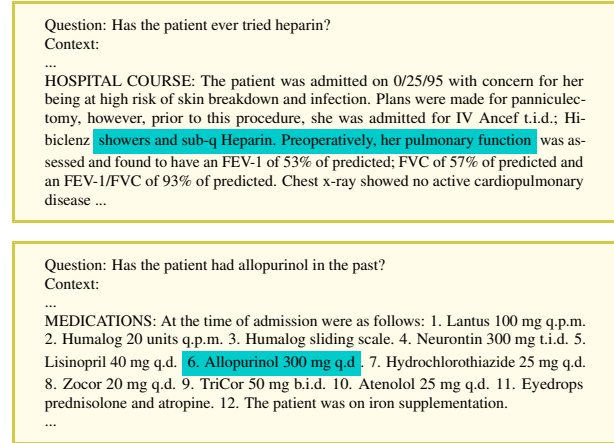 Question: Has the patient ever tried heparin?
Context:
...
HOSPITAL COURSE: The patient was admitted on 0/25/95 with concern for her
being at high risk of skin breakdown and infection. Plans were made for panniculec-
tomy, however, prior to this procedure, she was admitted for IV Ancef t.i.d.; Hi-
biclenz showers and sub-q Heparin. Preoperatively, her pulmonary function was as-
sessed and found to have an FEV-1 of 53% of predicted; FVC of 57% of predicted and
an FEV-1/FVC of 93% of predicted. Chest x-ray showed no active cardiopulmonary
disease ...
Question: Has the patient had allopurinol in the past?
Context:
...
MEDICATIONS: At the time of admission were as follows: 1. Lantus 100 mg q.p.m.
2. Humalog 20 units q.p.m. 3. Humalog sliding scale. 4. Neurontin 300 mg t.i.d. 5.
Lisinopril 40 mg q.d. 6. Allopurinol 300 mg q.d . 7. Hydrochlorothiazide 25 mg q.d.
8. Zocor 20 mg q.d. 9. TriCor 50 mg b.i.d. 10. Atenolol 25 mg q.d. 11. Eyedrops
prednisolone and atropine. 12. The patient was on iron supplementation.
...